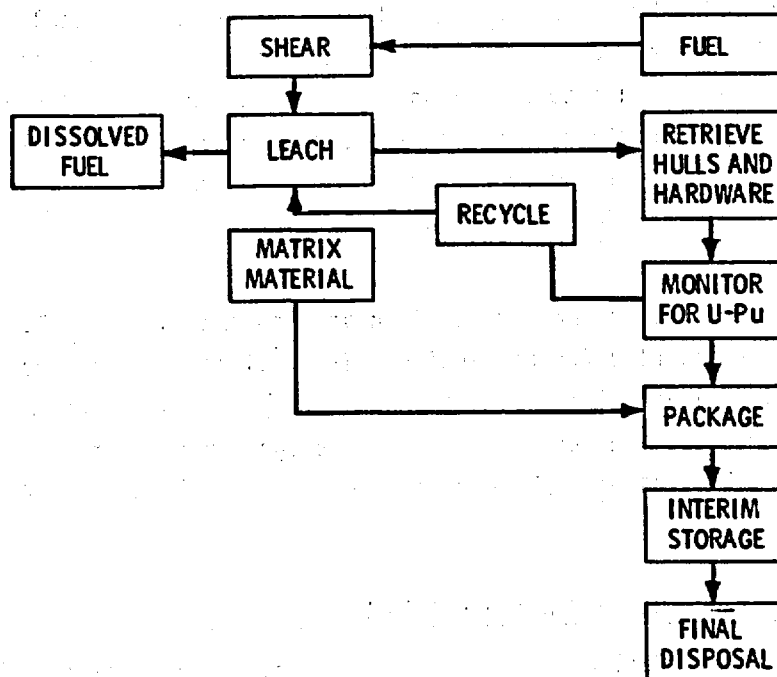 SHEAR
FUEL
DISSOLVED
FUEL
LEACH
RETRIEVE
HULLS AND
HARDWARE
RECYCLE
MATRIX
MATERIAL
MONITOR
FOR U-Pu
PACKAGE
INTERIM
STORAGE
FINAL
DISPOSAL